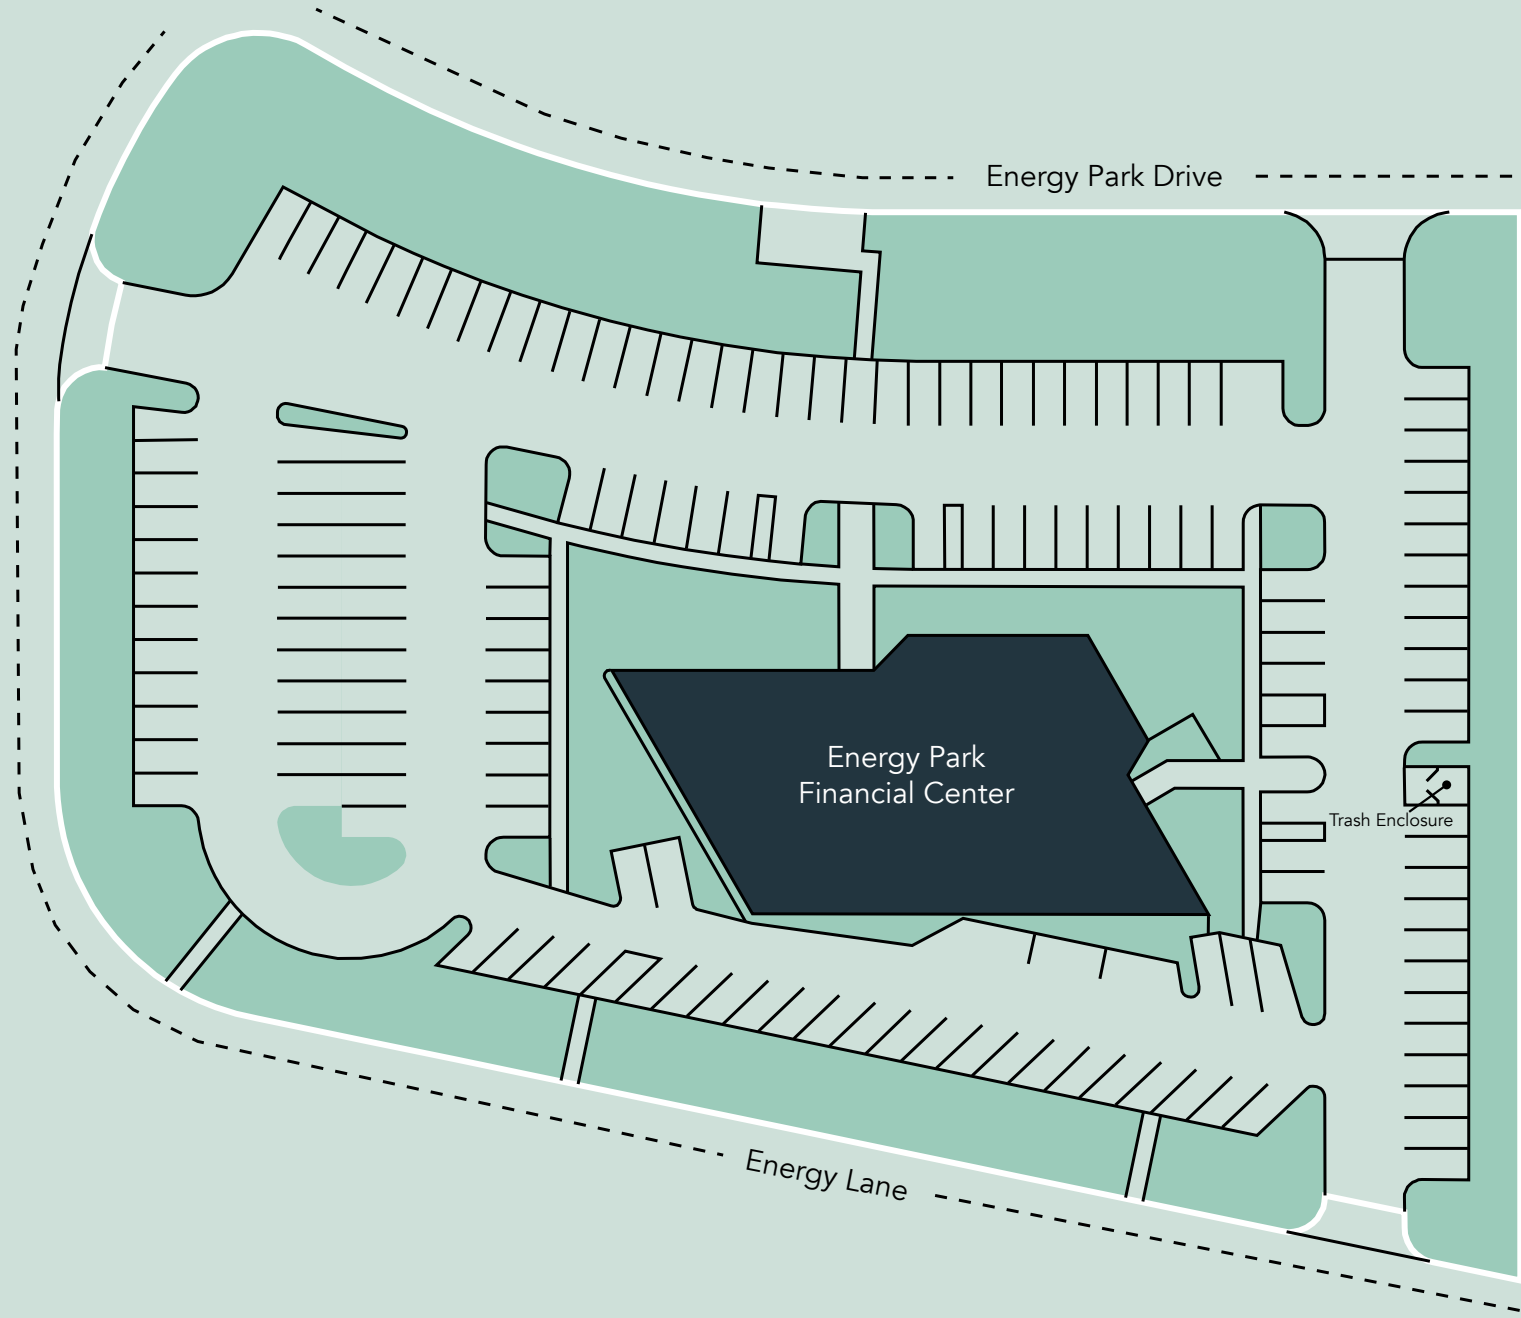 Energy Park Drive
Energy Park
Financial Center
Trash Enclosure
Energy Lane